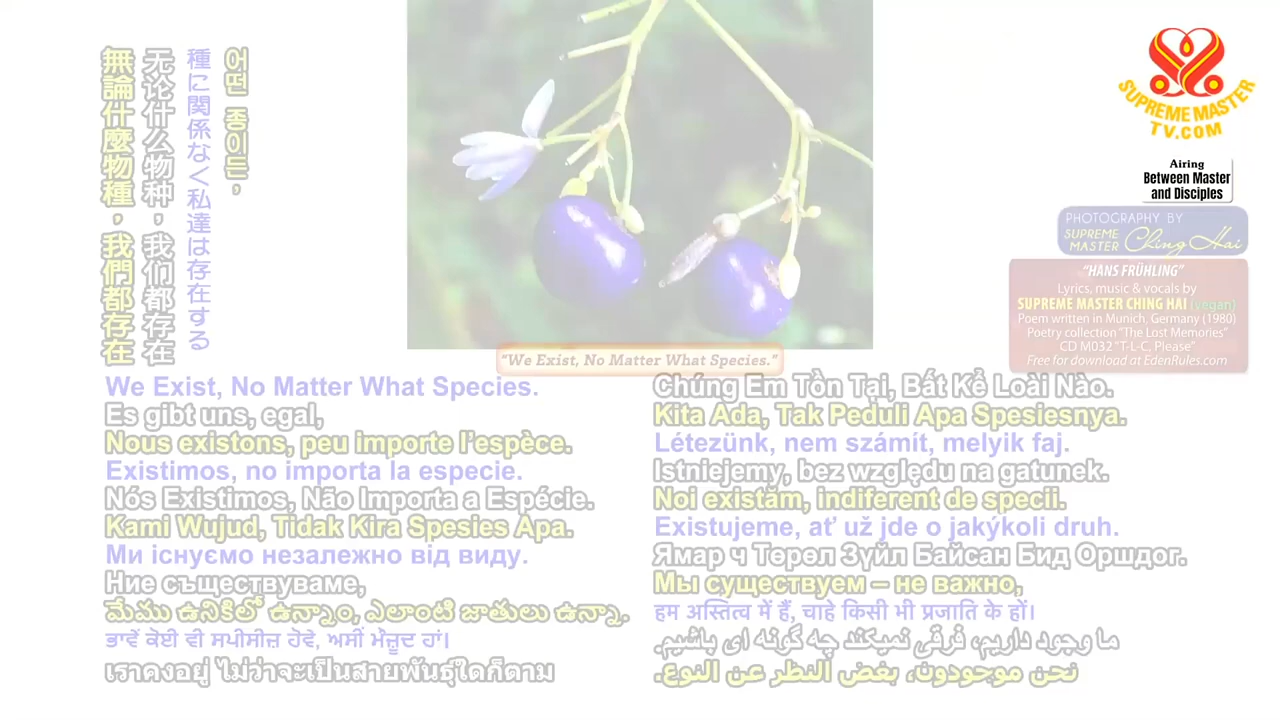 無論什麼物種，我們都存在
无论什么物种，我们都存在
種に関係なく私達は存在する
어떤 종이든,
SUPREME MASTER
TV.COM
Airing
Between Master
and Disciples
PHOTOGRAPHY BY
SUPREME
MASTER Ching Hai
"HANS FRÜHLING"
Lyrics, music & vocals by
SUPREME MASTER CHING HAI (vegan)
Poem written in Munich, Germany (1980)
Poetry collection "The Lost Memories"
CD M032 "T-L-C, Please"
Free for download at EdenRules.com
"We Exist, No Matter What Species."
We Exist, No Matter What Species.
Es gibt uns, egal,
Nous existons, peu importe l'espèce.
Existimos, no importa la especie.
Nós Existimos, Não Importa a Espécie.
Kami Wujud, Tidak Kira Spesies Apa.
Ми існуємо незалежно від виду.
Ние съществуваме,
మేము ఉనికిలో ఉన్నాం, ఎలాంటి జాతులు ఉన్నా.
ਭਾਵੇਂ ਕੋਈ ਵੀ ਸਪੀਸੀਜ਼ ਹੋਵੇ, ਅਸੀਂ ਮੌਜੂਦ ਹਾਂ।
เราคงอยู่ ไม่ว่าจะเป็นสายพันธุ์ใดก็ตาม
Chúng Em Tồn Tại, Bất Kể Loài Nào.
Kita Ada, Tak Peduli Apa Spesiesnya.
Létezünk, nem számít, melyik faj.
Istniejemy, bez względu na gatunek.
Noi existăm, indiferent de specii.
Existujeme, ať už jde o jakýkoli druh.
Ямар ч Төрөл Зүйл Байсан Бид Оршдог.
Мы существуем – не важно,
हम अस्तित्व में हैं, चाहे किसी भी प्रजाति के हों।
ما وجود داریم، فرقی نمیکند چه گونه ای باشیم.
نحن موجودون، بغض النظر عن النوع.